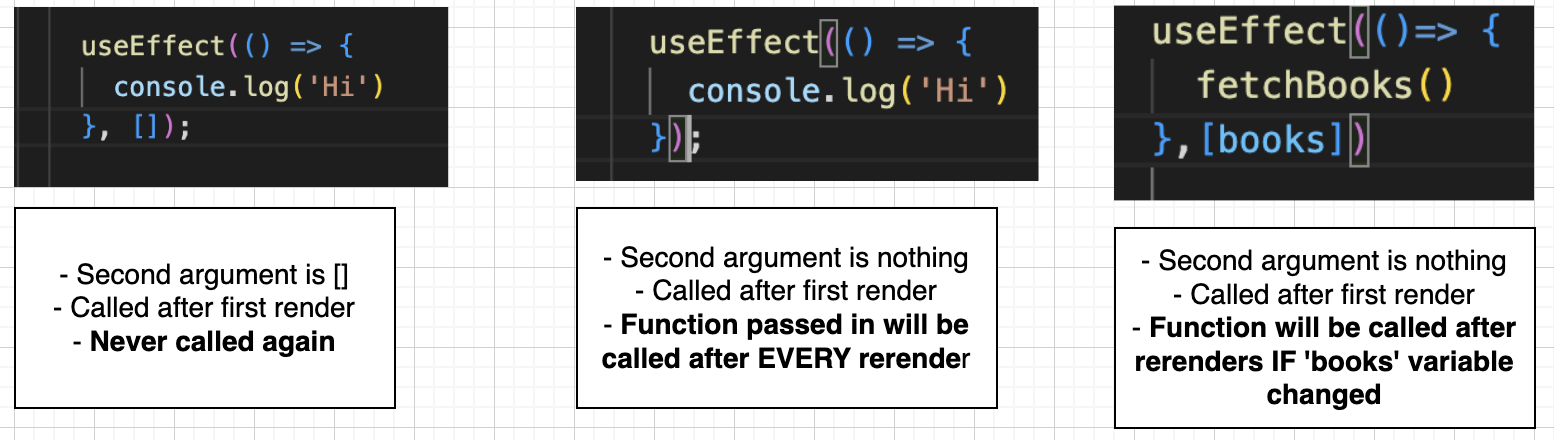 useEffect(() => {
console.log('Hi')
}, []);
- Second argument is []
- Called after first render
- Never called again
useEffect(() => {
console.log('Hi')
});
- Second argument is nothing
- Called after first render
- Function passed in will be
called after EVERY rerender
useEffect(()=> {
fetchBooks()
},[books])
- Second argument is nothing
- Called after first render
- Function will be called after
rerenders IF 'books' variable
changed